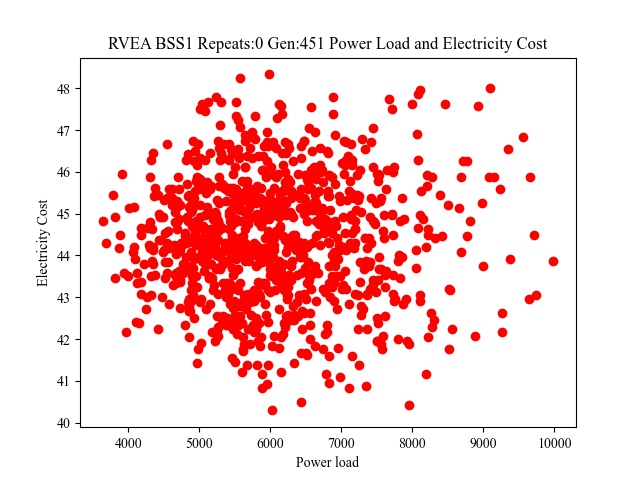 RVEA BSS1 Repeats:0 Gen:451 Power Load and Electricity Cost
48
47
46
45
44
43
42
41
40
Electricity Cost
4000 5000 6000 7000 8000 9000 10000
Power load